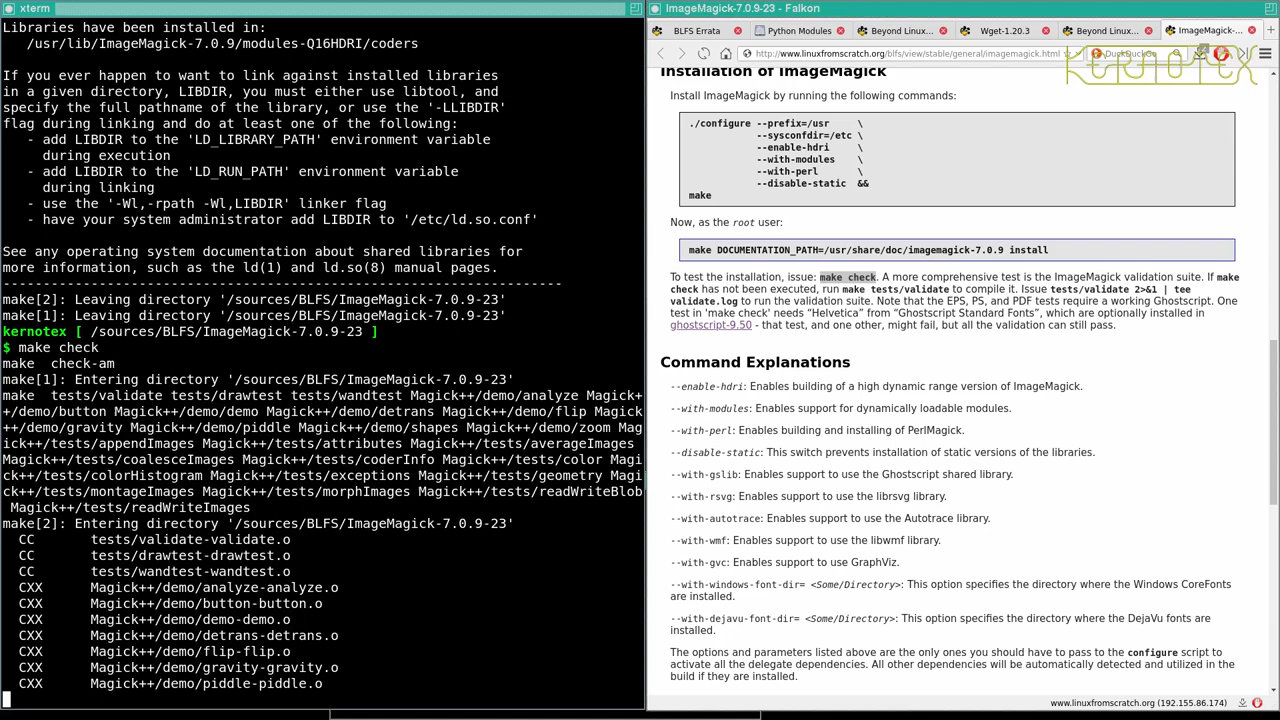 xterm
Libraries have been installed in:
/usr/lib/ImageMagick-7.0.9/modules-Q16HDRI/coders
If you ever happen to want to link against installed libraries
in a given directory, LIBDIR, you must either use libtool, and
specify the full pathname of the library, or use the '-LLIBDIR'
flag during linking and do at least one of the following:
- add LIBDIR to the 'LD_LIBRARY_PATH' environment variable
during execution
- add LIBDIR to the 'LD_RUN_PATH' environment variable
during linking
- use the '-Wl,-rpath -Wl,LIBDIR' linker flag
- have your system administrator add LIBDIR to '/etc/ld.so.conf'
See any operating system documentation about shared libraries for
more information, such as the ld(1) and ld.so(8) manual pages.
----------------------------------------------------------------------
make[2]: Leaving directory '/sources/BLFS/ImageMagick-7.0.9-23'
make[1]: Leaving directory '/sources/BLFS/ImageMagick-7.0.9-23'
kernotex [ /sources/BLFS/ImageMagick-7.0.9-23 ]
$ make check
make  check-am
make[1]: Entering directory '/sources/BLFS/ImageMagick-7.0.9-23'
make  tests/validate tests/drawtest tests/wandtest Magick++/demo/analyze Magick+
+/demo/button Magick++/demo/demo Magick++/demo/detrans Magick++/demo/flip Magick
++/demo/gravity Magick++/demo/piddle Magick++/demo/shapes Magick++/demo/zoom Mag
ick++/tests/appendImages Magick++/tests/attributes Magick++/tests/averageImages
Magick++/tests/coalesceImages Magick++/tests/coderInfo Magick++/tests/color Magi
ck++/tests/colorHistogram Magick++/tests/exceptions Magick++/tests/geometry Magi
ck++/tests/montageImages Magick++/tests/morphImages Magick++/tests/readWriteBlob
Magick++/tests/readWriteImages
make[2]: Entering directory '/sources/BLFS/ImageMagick-7.0.9-23'
CC       tests/validate-validate.o
CC       tests/drawtest-drawtest.o
CC       tests/wandtest-wandtest.o
CXX      Magick++/demo/analyze-analyze.o
CXX      Magick++/demo/button-button.o
CXX      Magick++/demo/demo-demo.o
CXX      Magick++/demo/detrans-detrans.o
CXX      Magick++/demo/flip-flip.o
CXX      Magick++/demo/gravity-gravity.o
CXX      Magick++/demo/piddle-piddle.o
ImageMagick-7.0.9-23 - Falkon
BLFS Errata Python Modules Beyond Linux... Wget-1.20.3 Beyond Linux... ImageMagick-...
http://www.linuxfromscratch.org/blfs/view/stable/general/imagemagick.html DuckDuckGo
KERNOTEX
Installation of ImageMagick
Install ImageMagick by running the following commands:
./configure --prefix=/usr     \
--sysconfdir=/etc \
--enable-hdri     \
--with-modules    \
--with-perl       \
--disable-static  &&
make
Now, as the root user:
make DOCUMENTATION_PATH=/usr/share/doc/imagemagick-7.0.9 install
To test the installation, issue: make check. A more comprehensive test is the ImageMagick validation suite. If make
check has not been executed, run make tests/validate to compile it. Issue tests/validate 2>&1 | tee
validate.log to run the validation suite. Note that the EPS, PS, and PDF tests require a working Ghostscript. One
test in 'make check' needs “Helvetica” from “Ghostscript Standard Fonts”, which are optionally installed in
ghostscript-9.50 - that test, and one other, might fail, but all the validation can still pass.
Command Explanations
--enable-hdri: Enables building of a high dynamic range version of ImageMagick.
--with-modules: Enables support for dynamically loadable modules.
--with-perl: Enables building and installing of PerlMagick.
--disable-static: This switch prevents installation of static versions of the libraries.
--with-gslib: Enables support to use the Ghostscript shared library.
--with-rsvg: Enables support to use the librsvg library.
--with-autotrace: Enables support to use the Autotrace library.
--with-wmf: Enables support to use the libwmf library.
--with-gvc: Enables support to use GraphViz.
--with-windows-font-dir= <Some/Directory>: This option specifies the directory where the Windows CoreFonts
are installed.
--with-dejavu-font-dir= <Some/Directory>: This option specifies the directory where the DejaVu fonts are
installed.
The options and parameters listed above are the only ones you should have to pass to the configure script to
activate all the delegate dependencies. All other dependencies will be automatically detected and utilized in the
build if they are installed.
www.linuxfromscratch.org (192.155.86.174)